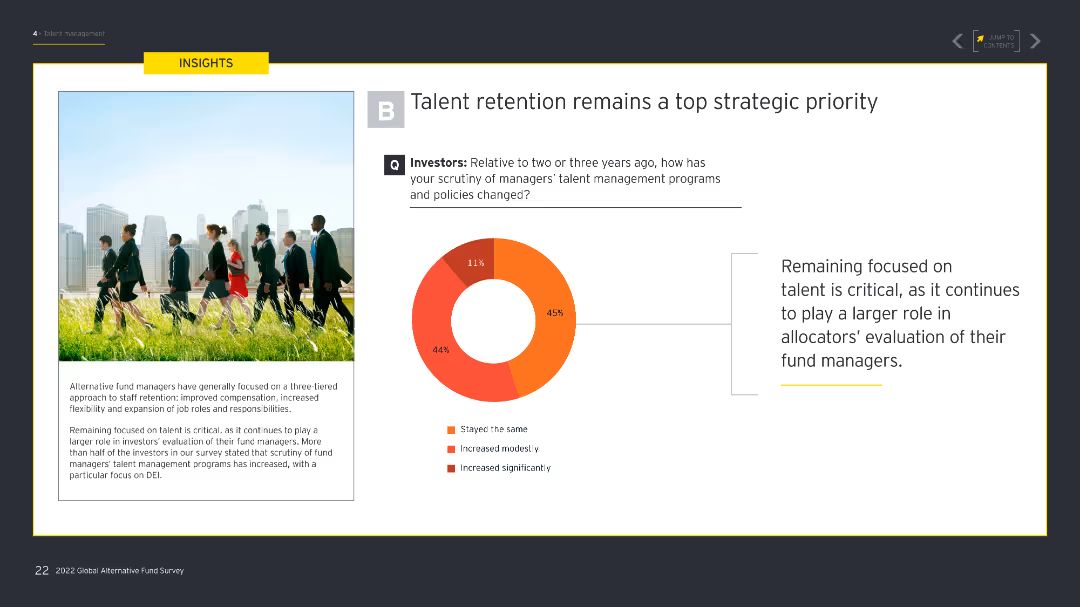 4 > Talent management
JUMP TO
CONTENTS
INSIGHTS
B
Talent retention remains a top strategic priority
Q
Investors: Relative to two or three years ago, how has
your scrutiny of managers' talent management programs
and policies changed?
11%
45%
44%
Stayed the same
Increased modestly
Increased significantly
Remaining focused on
talent is critical, as it continues
to play a larger role in
allocators' evaluation of their
fund managers.
Alternative fund managers have generally focused on a three-tiered
approach to staff retention: improved compensation, increased
flexibility and expansion of job roles and responsibilities.
Remaining focused on talent is critical, as it continues to play a
larger role in investors' evaluation of their fund managers. More
than half of the investors in our survey stated that scrutiny of fund
managers' talent management programs has increased, with a
particular focus on DEI.
22 2022 Global Alternative Fund Survey